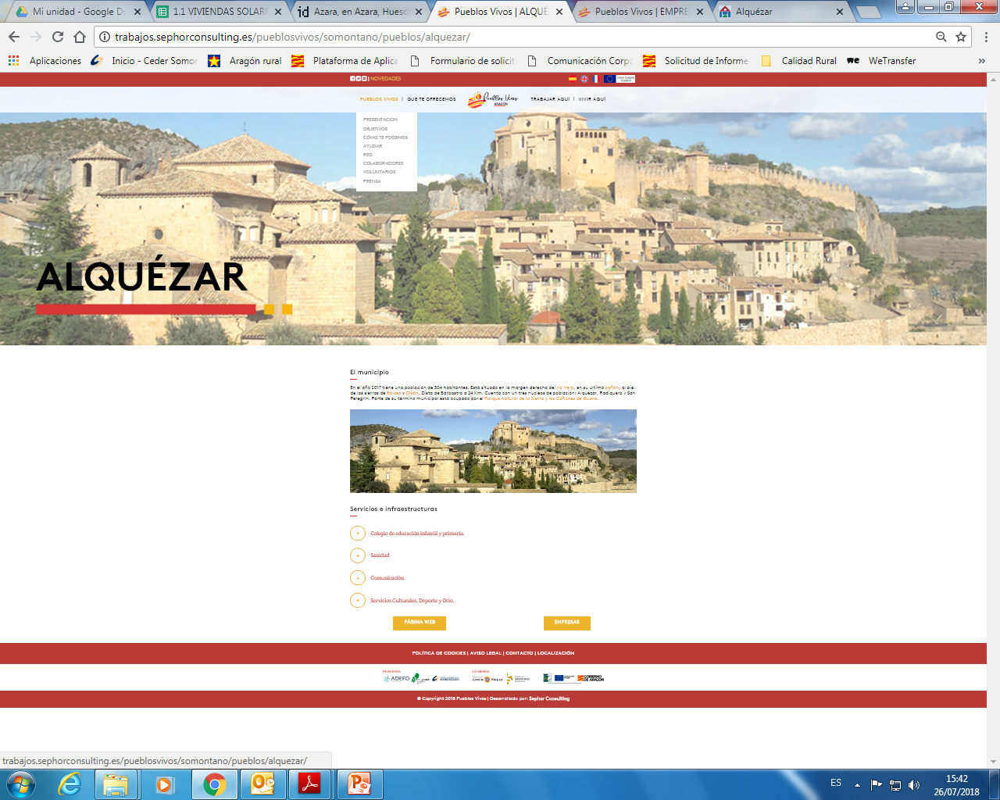 Mi unidad - Google Dr
1.1 VIVIENDAS SOLARE
Azara, en Azara, Huesc
Pueblos Vivos | ALQUÉ
Pueblos Vivos | EMPRE
Alquézar
trabajos.sephorconsulting.es/pueblosvivos/somontano/pueblos/alquezar/
Aplicaciones
Inicio - Ceder Somor
Aragón rural
Plataforma de Aplica
Formulario de solicit
Comunicación Corpo
Solicitud de Informe
Calidad Rural
WeTransfer
»
| NOVEDADES
PUEBLOS VIVOS | QUE TE OFRECEMOS
Pueblos Vivos
ARAGÓN
TRABAJAR AQUÍ | VIVIR AQUÍ
PRESENTACIÓN
OBJETIVOS
CÓMO TE PODEMOS
AYUDAR
RED
COLABORADORES
VOLUNTARIOS
PRENSA
ALQUÉZAR
El municipio
En el año 2017 tiene una población de 304 habitantes. Está situado en la margen derecha del río Vero, en su último cañón, al pie
de las sierras de Balcez y Olsón. Dista de Barbastro a 24 Km. Cuenta con un tres núcleos de población: Alquézar, Radiquero y San
Peregrín. Parte de su término municipal está ocupado por el Parque natural de la Sierra y los Cañones de Guara.
Servicios e infraestructuras
+ Colegio de educación infantil y primaria.
+ Sanidad
+ Comunicación
+ Servicios Culturales, Deporte y Ocio.
PÁGINA WEB
EMPRESAS
POLÍTICA DE COOKIES | AVISO LEGAL | CONTACTO | LOCALIZACIÓN
PROMUEVEN:
COLABORAN:
ADEFO
GOBIERNO
DE ARAGON
© Copyright 2018 Pueblos Vivos | Desarrollado por: Sephor Consulting
trabajos.sephorconsulting.es/pueblosvivos/somontano/pueblos/alquezar/
ES
15:42
26/07/2018